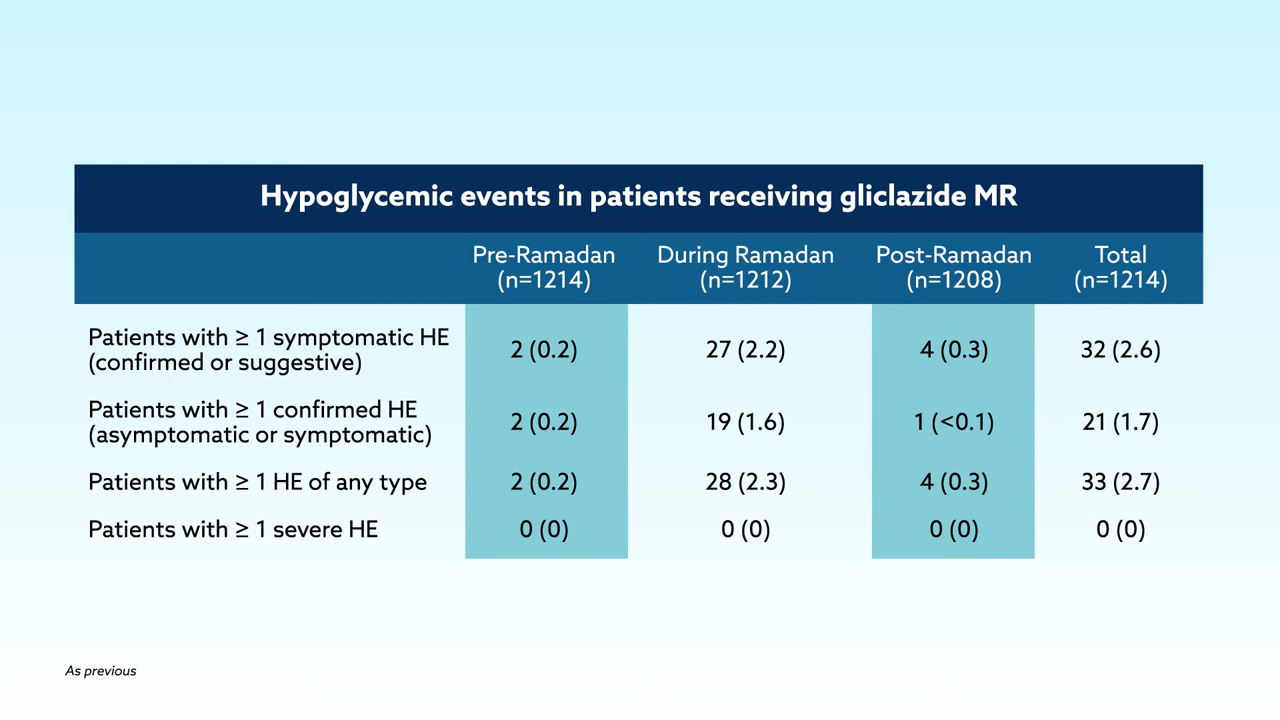 Hypoglycemic events in patients receiving gliclazide MR
Pre-Ramadan During Ramadan Post-Ramadan Total
(n=1214) (n=1212) (n=1208) (n=1214)
Patients with ≥ 1 symptomatic HE
(confirmed or suggestive) 2 (0.2) 27 (2.2) 4 (0.3) 32 (2.6)
Patients with ≥ 1 confirmed HE
(asymptomatic or symptomatic) 2 (0.2) 19 (1.6) 1 (<0.1) 21 (1.7)
Patients with ≥ 1 HE of any type 2 (0.2) 28 (2.3) 4 (0.3) 33 (2.7)
Patients with ≥ 1 severe HE 0 (0) 0 (0) 0 (0) 0 (0)
As previous